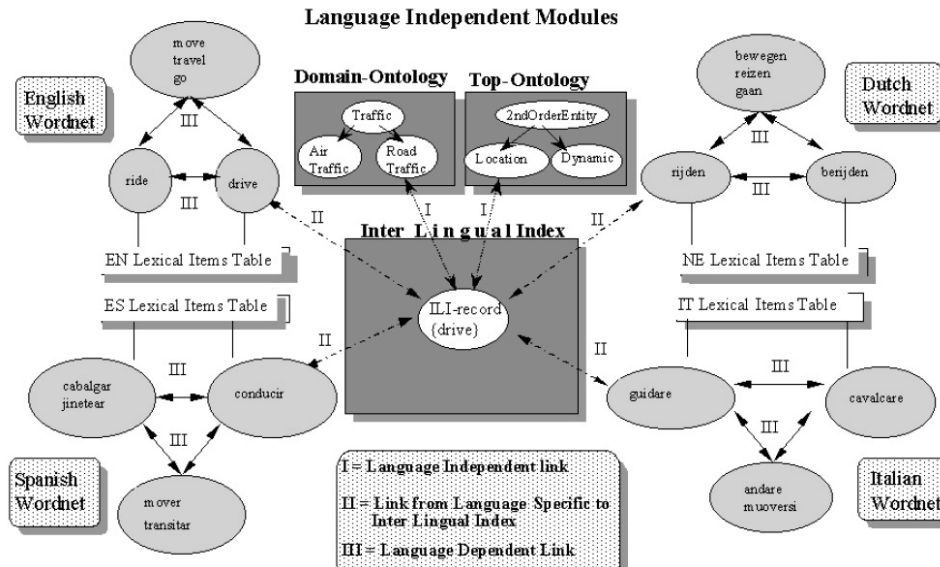 Language Independent Modules
move
travel
go
English
Wordnet
III
ride
drive
III
EN Lexical Items Table
Domain-Ontology
Traffic
Air
Traffic
Road
Traffic
Top-Ontology
2ndOrderEntity
Location
Dynamic
bewegen
reizen
gaan
Dutch
Wordnet
III
rijden
berijden
III
NE Lexical Items Table
II
I
I
II
Inter Lingual Index
ILI-record
{drive}
II
II
ES Lexical Items Table
cabalgar
jinetear
III
conducir
III
Spanish
Wordnet
mover
transitar
IT Lexical Items Table
guidare
III
cavalcare
III
andare
muoversi
Italian
Wordnet
I = Language Independent link
II = Link from Language Specific to
Inter Lingual Index
III = Language Dependent Link